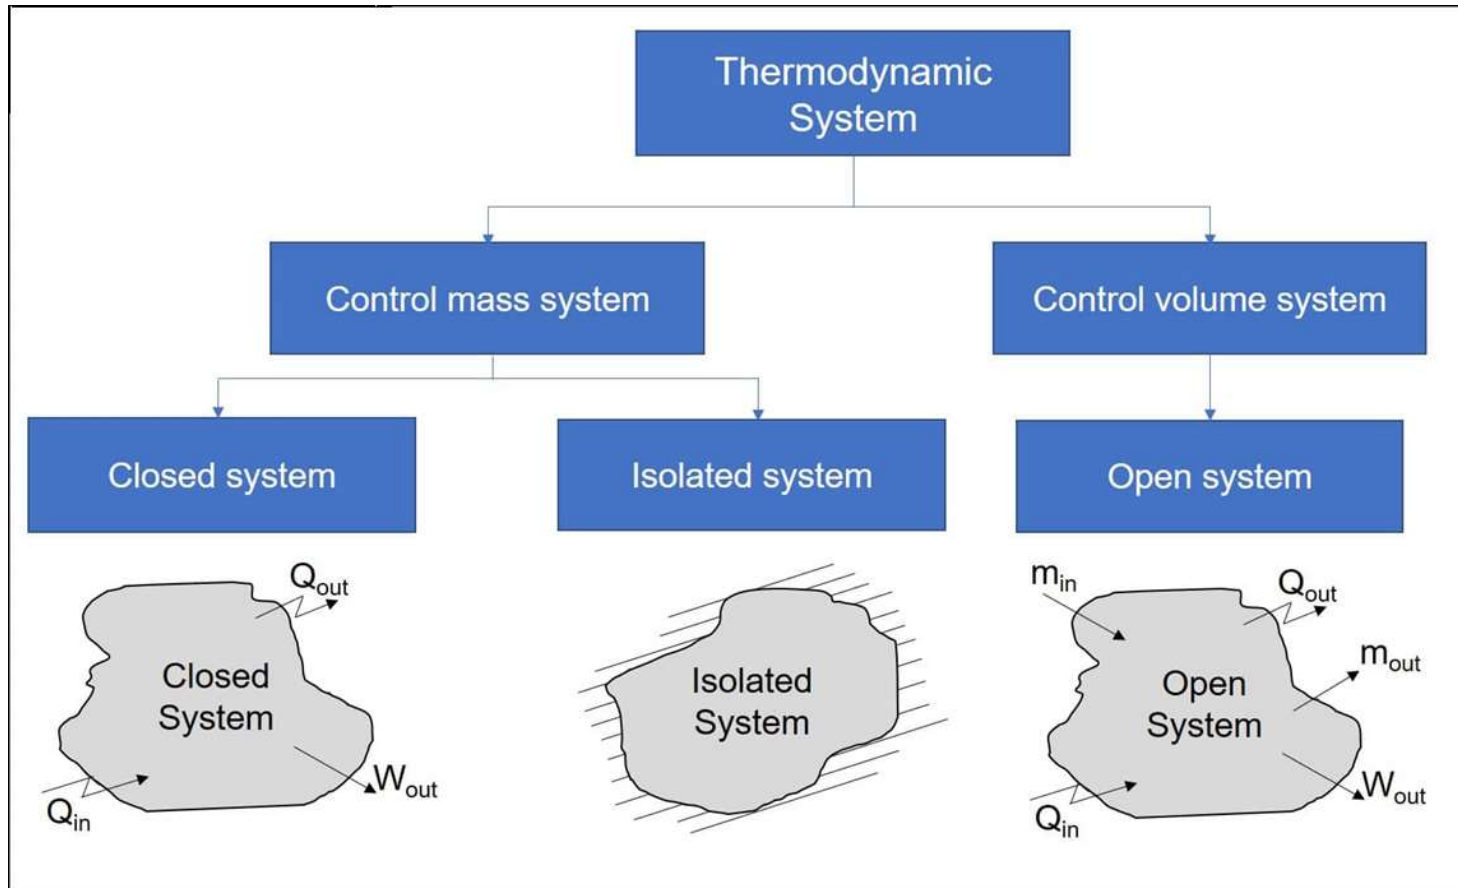 Thermodynamic
System
Control mass system
Control volume system
Closed system
Isolated system
Open system
Qout
Closed
System
Wout
Qin
Isolated
System
min
Qout
mout
Open
System
Wout
Qin